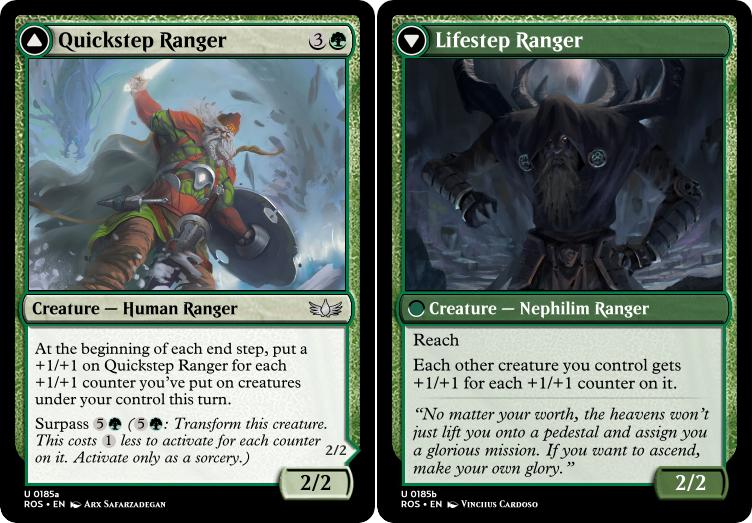 Quickstep Ranger
3
Creature — Human Ranger
At the beginning of each end step, put a
+1/+1 on Quickstep Ranger for each
+1/+1 counter you've put on creatures
under your control this turn.
Surpass 5 (5: Transform this creature.
This costs 1 less to activate for each counter
on it. Activate only as a sorcery.)
2/2
2/2
U 0185a
ROS • EN Arx Safarzadegan
Lifestep Ranger
Creature — Nephilim Ranger
Reach
Each other creature you control gets
+1/+1 for each +1/+1 counter on it.
“No matter your worth, the heavens won't
just lift you onto a pedestal and assign you
a glorious mission. If you want to ascend,
make your own glory.”
2/2
U 0185b
ROS • EN Vinicius Cardoso